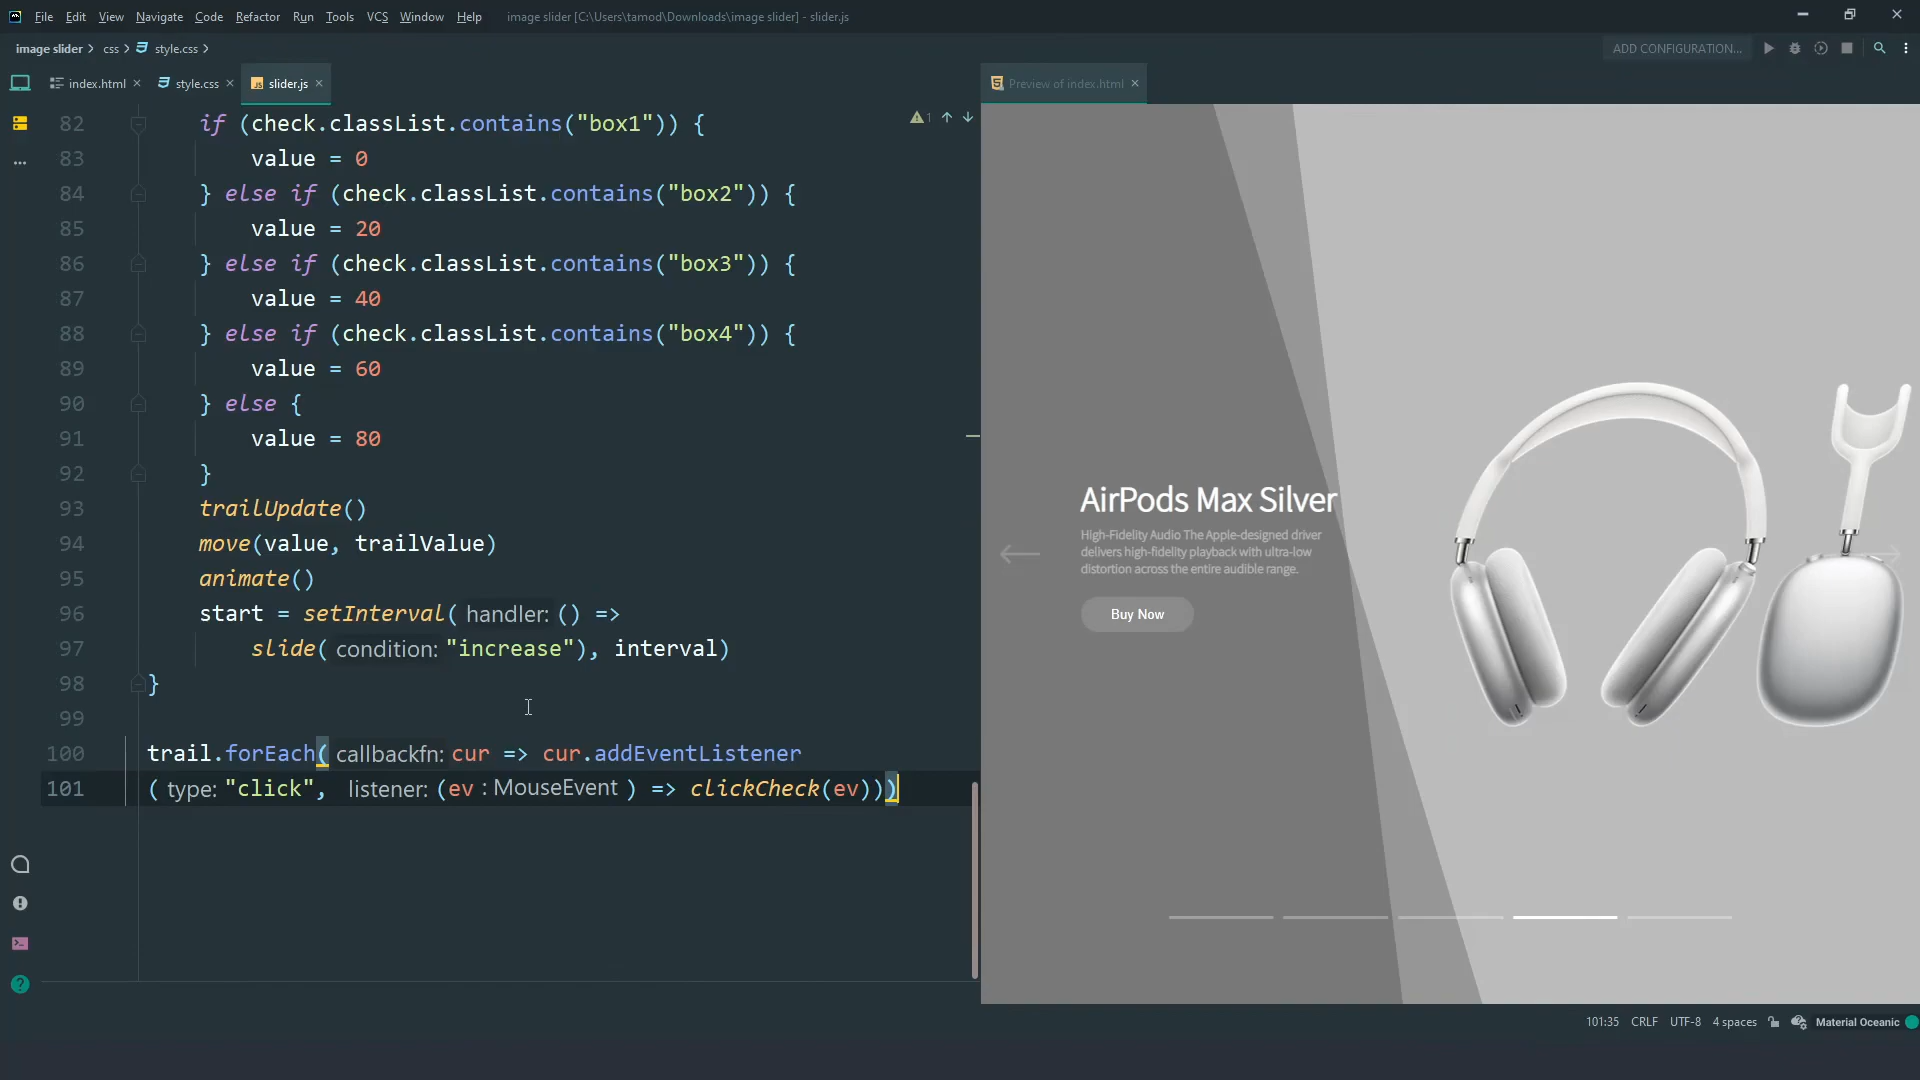 File Edit View Navigate Code Refactor Run Tools VCS Window Help image slider [C:\Users\tamod\Downloads\image slider] - slider.js
image slider > css > style.css >
ADD CONFIGURATION...
index.html × style.css × slider.js ×
Preview of index.html ×
82 if (check.classList.contains("box1")) {
1
83 value = 0
84 } else if (check.classList.contains("box2")) {
85 value = 20
86 } else if (check.classList.contains("box3")) {
87 value = 40
88 } else if (check.classList.contains("box4")) {
89 value = 60
90 } else {
91 value = 80
92 }
93 trailUpdate()
94 move(value, trailValue)
95 animate()
96 start = setInterval( handler: () =>
97 slide( condition: "increase"), interval)
98 }
99
100 trail.forEach( callbackfn: cur => cur.addEventListener
101 ( type: "click", listener: (ev : MouseEvent ) => clickCheck(ev)))
AirPods Max Silver
High-Fidelity Audio The Apple-designed driver
delivers high-fidelity playback with ultra-low
distortion across the entire audible range.
Buy Now
101:35 CRLF UTF-8 4 spaces Material Oceanic